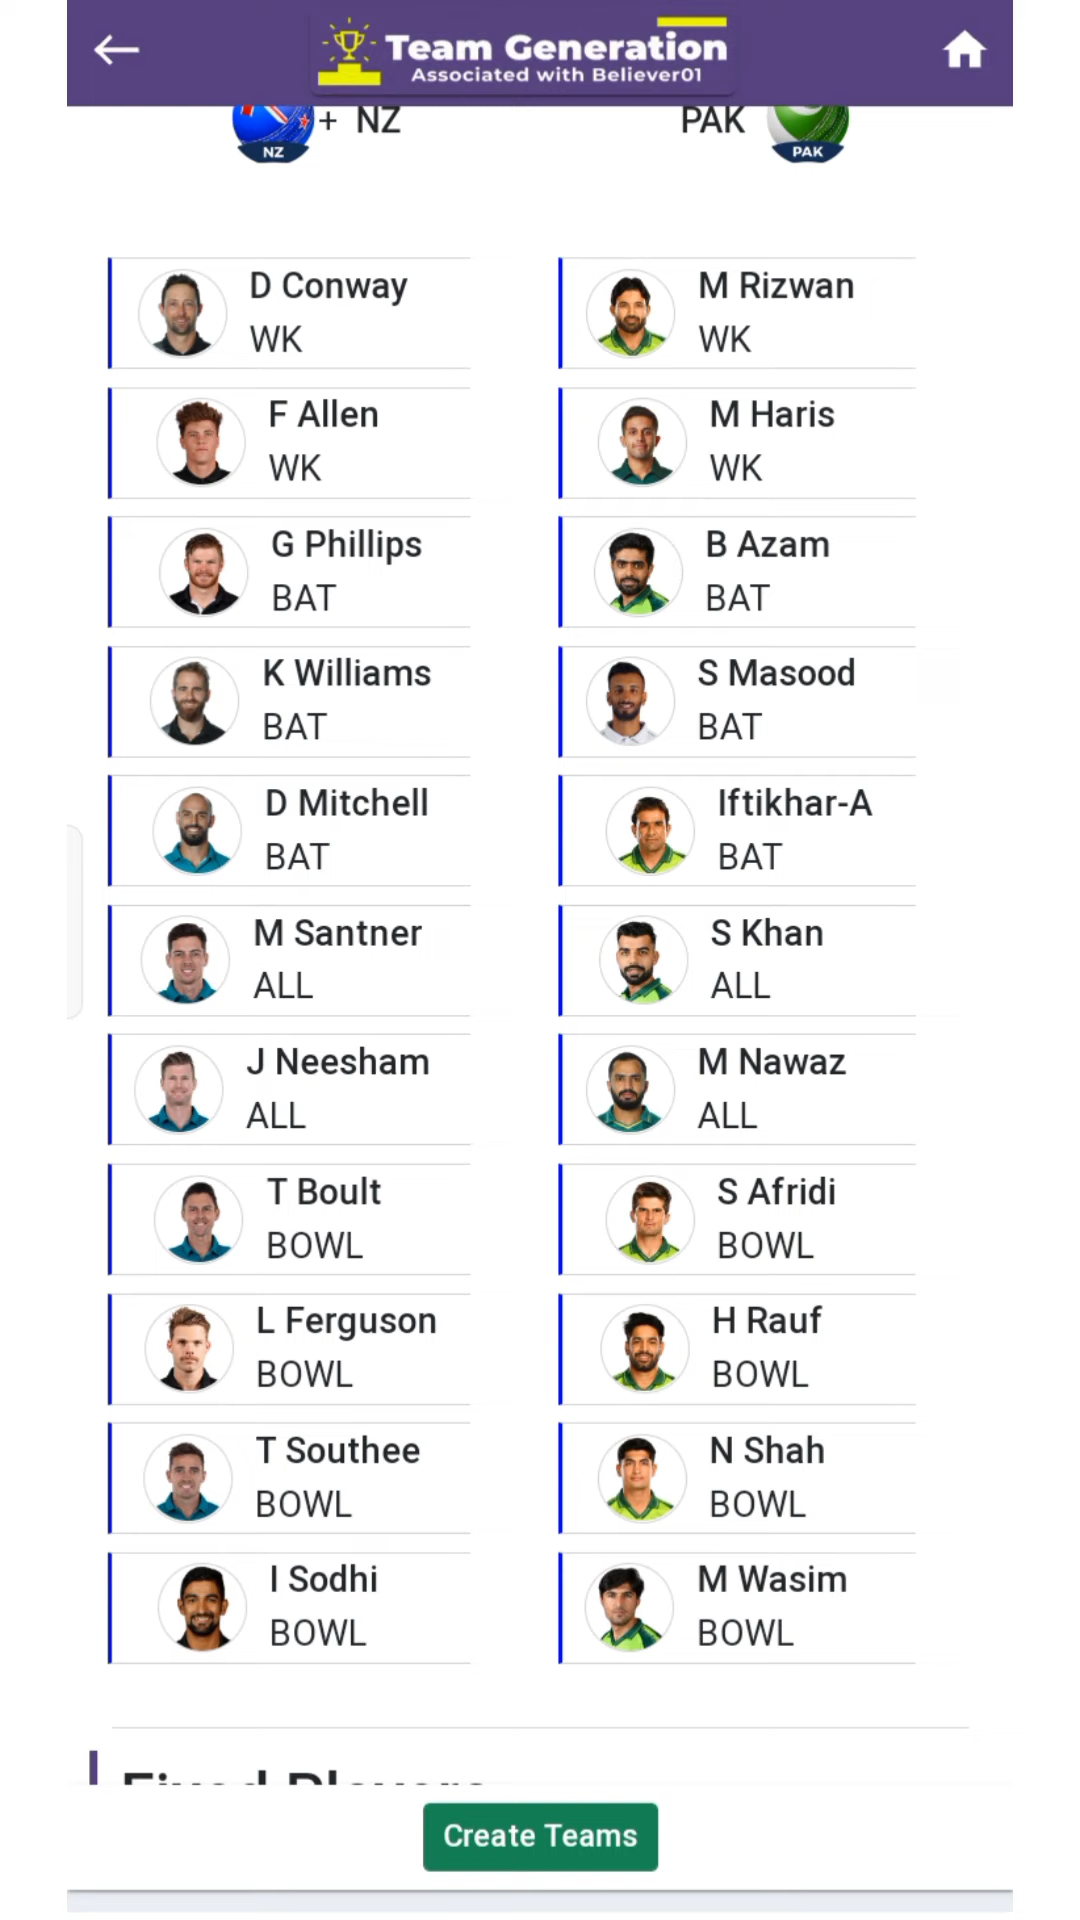 Team Generation
Associated with Believer01
+ NZ
PAK
NZ
PAK
D Conway
WK
M Rizwan
WK
F Allen
WK
M Haris
WK
G Phillips
BAT
B Azam
BAT
K Williams
BAT
S Masood
BAT
D Mitchell
BAT
Iftikhar-A
BAT
M Santner
ALL
S Khan
ALL
J Neesham
ALL
M Nawaz
ALL
T Boult
BOWL
S Afridi
BOWL
L Ferguson
BOWL
H Rauf
BOWL
T Southee
BOWL
N Shah
BOWL
I Sodhi
BOWL
M Wasim
BOWL
Fixed Players
Create Teams